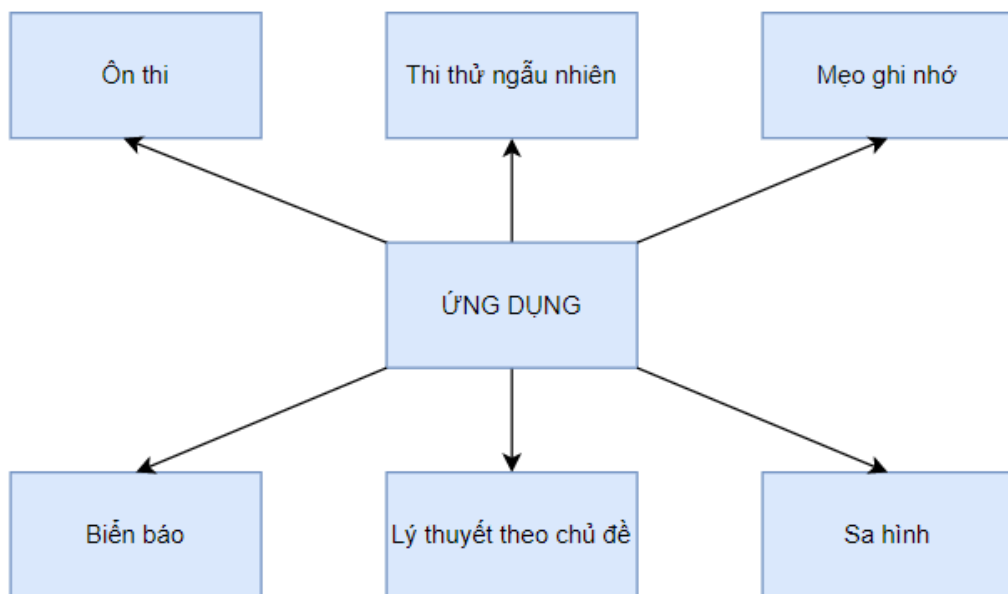 Ôn thi
Thi thử ngẫu nhiên
Mẹo ghi nhớ
ỨNG DỤNG
Biển báo
Lý thuyết theo chủ đề
Sa hình